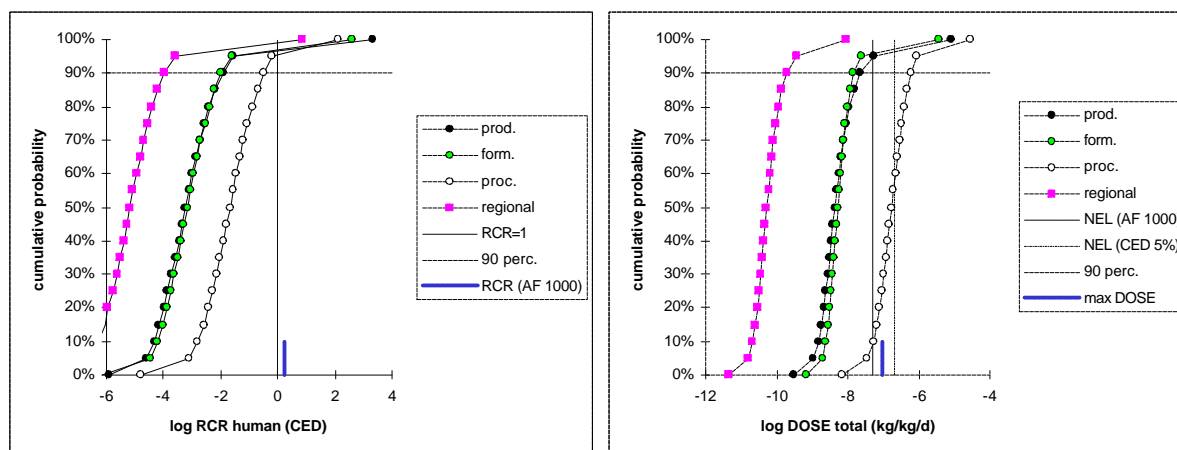 100%
90%
80%
70%
60%
50%
40%
30%
20%
10%
0%
cumulative probability
-6
-4
-2
0
2
4
log RCR human (CED)
prod.
form.
proc.
regional
RCR=1
90 perc.
RCR (AF 1000)
100%
90%
80%
70%
60%
50%
40%
30%
20%
10%
0%
cumulative probability
-12
-10
-8
-6
-4
log DOSE total (kg/kg/d)
prod.
form.
proc.
regional
NEL (AF 1000)
NEL (CED 5%)
90 perc.
max DOSE